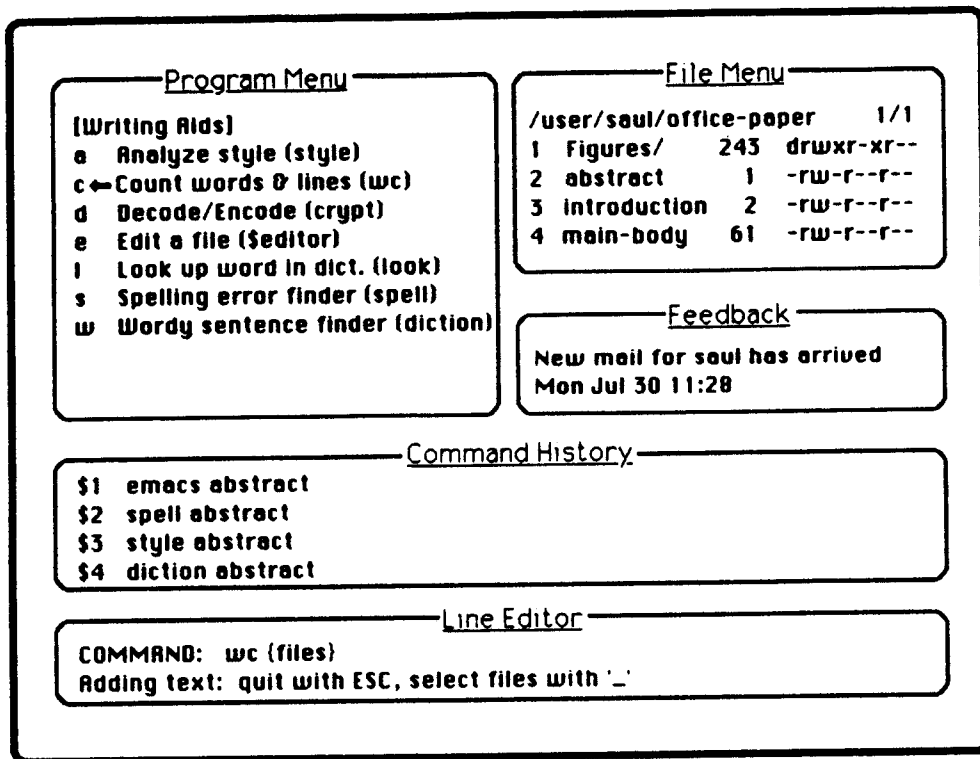 Program Menu
[Writing Aids]
a Analyze style (style)
c⬅Count words & lines (wc)
d Decode/Encode (crypt)
e Edit a file ($editor)
l Look up word in dict. (look)
s Spelling error finder (spell)
w Wordy sentence finder (diction)
File Menu
/user/saul/office-paper 1/1
1 Figures/ 243 drwxr-xr--
2 abstract 1 -rw-r--r--
3 introduction 2 -rw-r--r--
4 main-body 61 -rw-r--r--
Feedback
New mail for saul has arrived
Mon Jul 30 11:28
Command History
$1 emacs abstract
$2 spell abstract
$3 style abstract
$4 diction abstract
Line Editor
COMMAND: wc {files}
Adding text: quit with ESC, select files with '_'